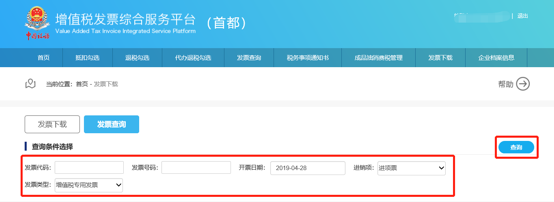 增值税发票综合服务平台 （首都）
Value Added Tax Invoice Integrated Service Platform
| 退出
首页 抵扣勾选 退税勾选 代办退税勾选 发票查询 税务事项通知书 成品油消费税管理 发票下载 企业档案信息
当前位置：首页 - 发票下载 帮助
发票下载 发票查询
查询条件选择 查询
发票代码： 发票号码： 开票日期： 2019-04-28 进销项： 进项票
发票类型： 增值税专用发票